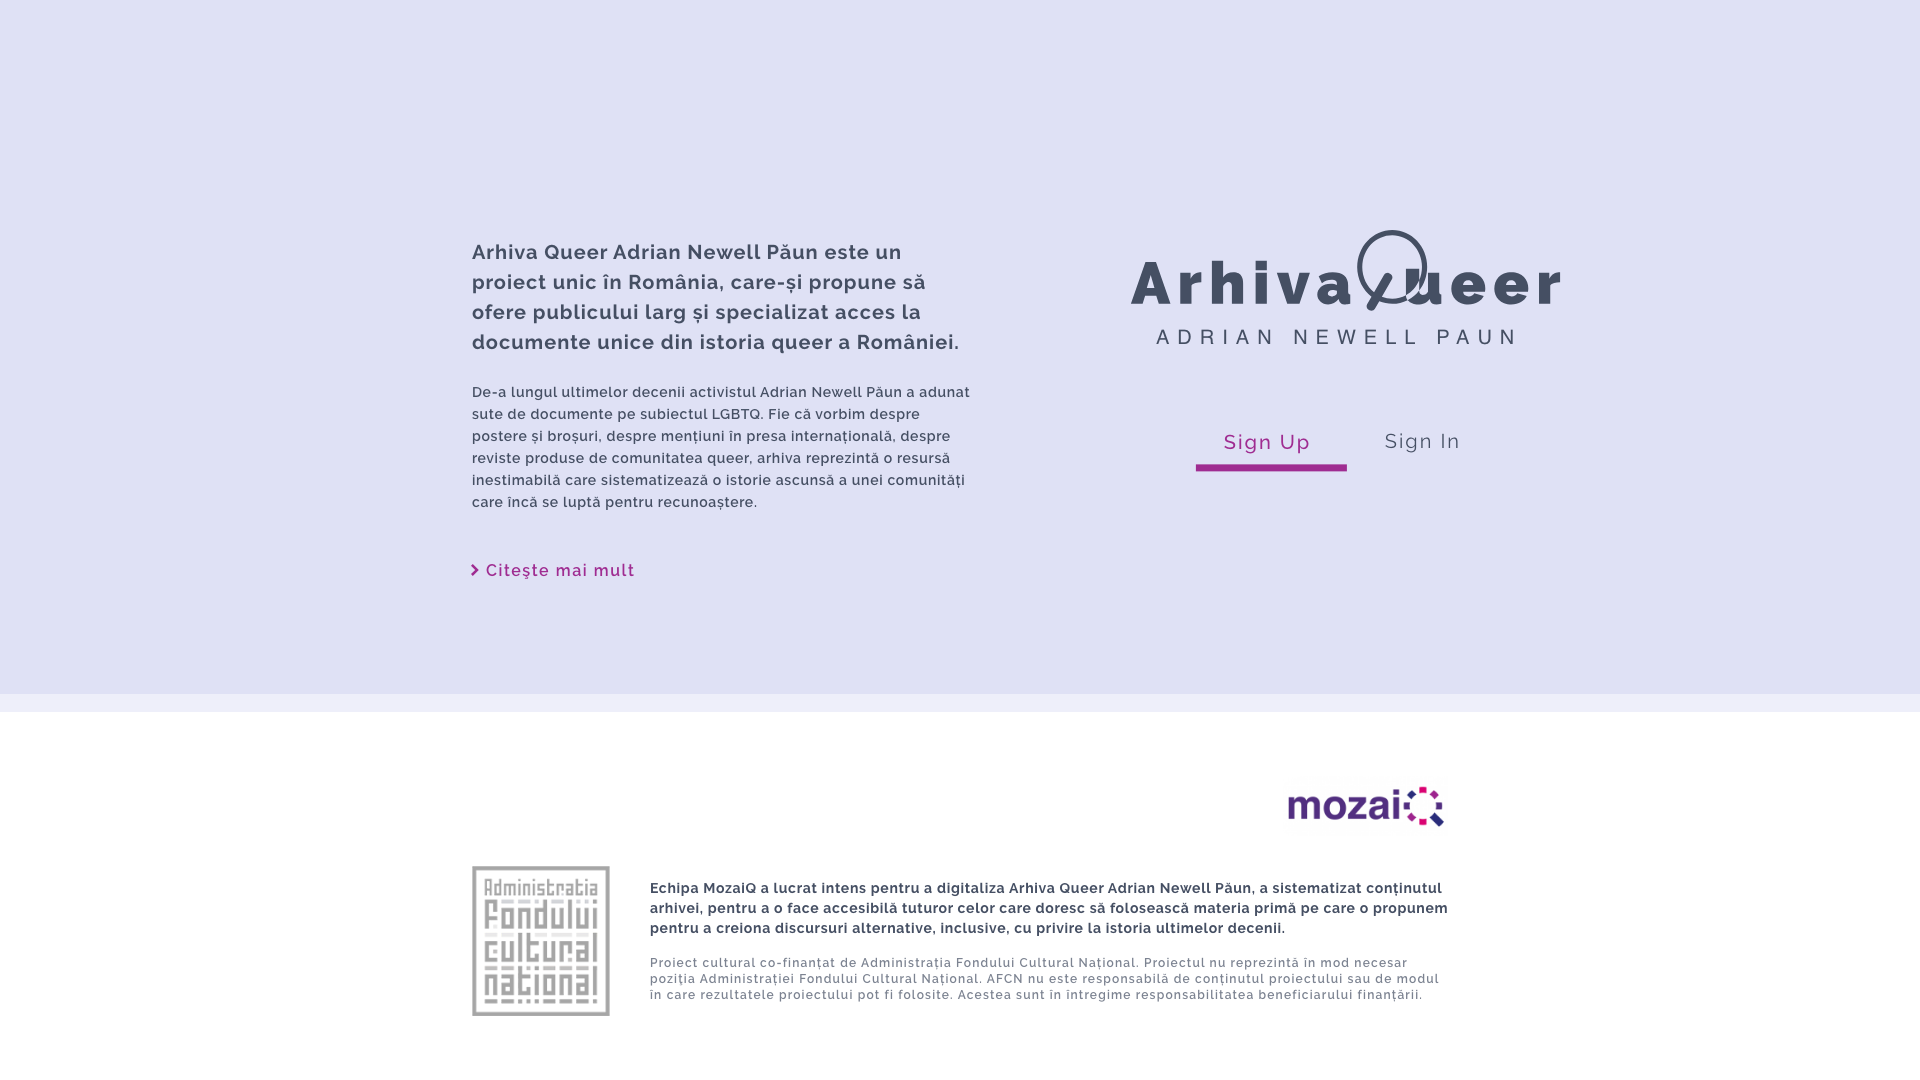 Arhiva Queer Adrian Newell Păun este un
proiect unic în România, care-și propune să
ofere publicului larg și specializat acces la
documente unice din istoria queer a României.
De-a lungul ultimelor decenii activistul Adrian Newell Păun a adunat
sute de documente pe subiectul LGBTQ. Fie că vorbim despre
postere și broșuri, despre mențiuni în presa internațională, despre
reviste produse de comunitatea queer, arhiva reprezintă o resursă
inestimabilă care sistematizează o istorie ascunsă a unei comunități
care încă se luptă pentru recunoaștere.
Citeşte mai mult
Arhiva Queer
ADRIAN NEWELL PAUN
Sign Up
Sign In
mozaiQ
Administratia
fondului
cultural
national
Echipa MozaiQ a lucrat intens pentru a digitaliza Arhiva Queer Adrian Newell Păun, a sistematizat conținutul
arhivei, pentru a o face accesibilă tuturor celor care doresc să folosească materia primă pe care o propunem
pentru a creiona discursuri alternative, inclusive, cu privire la istoria ultimelor decenii.
Proiect cultural co-finanțat de Administrația Fondului Cultural Național. Proiectul nu reprezintă în mod necesar
poziția Administrației Fondului Cultural Național. AFCN nu este responsabilă de conținutul proiectului sau de modul
în care rezultatele proiectului pot fi folosite. Acestea sunt în întregime responsabilitatea beneficiarului finanțării.